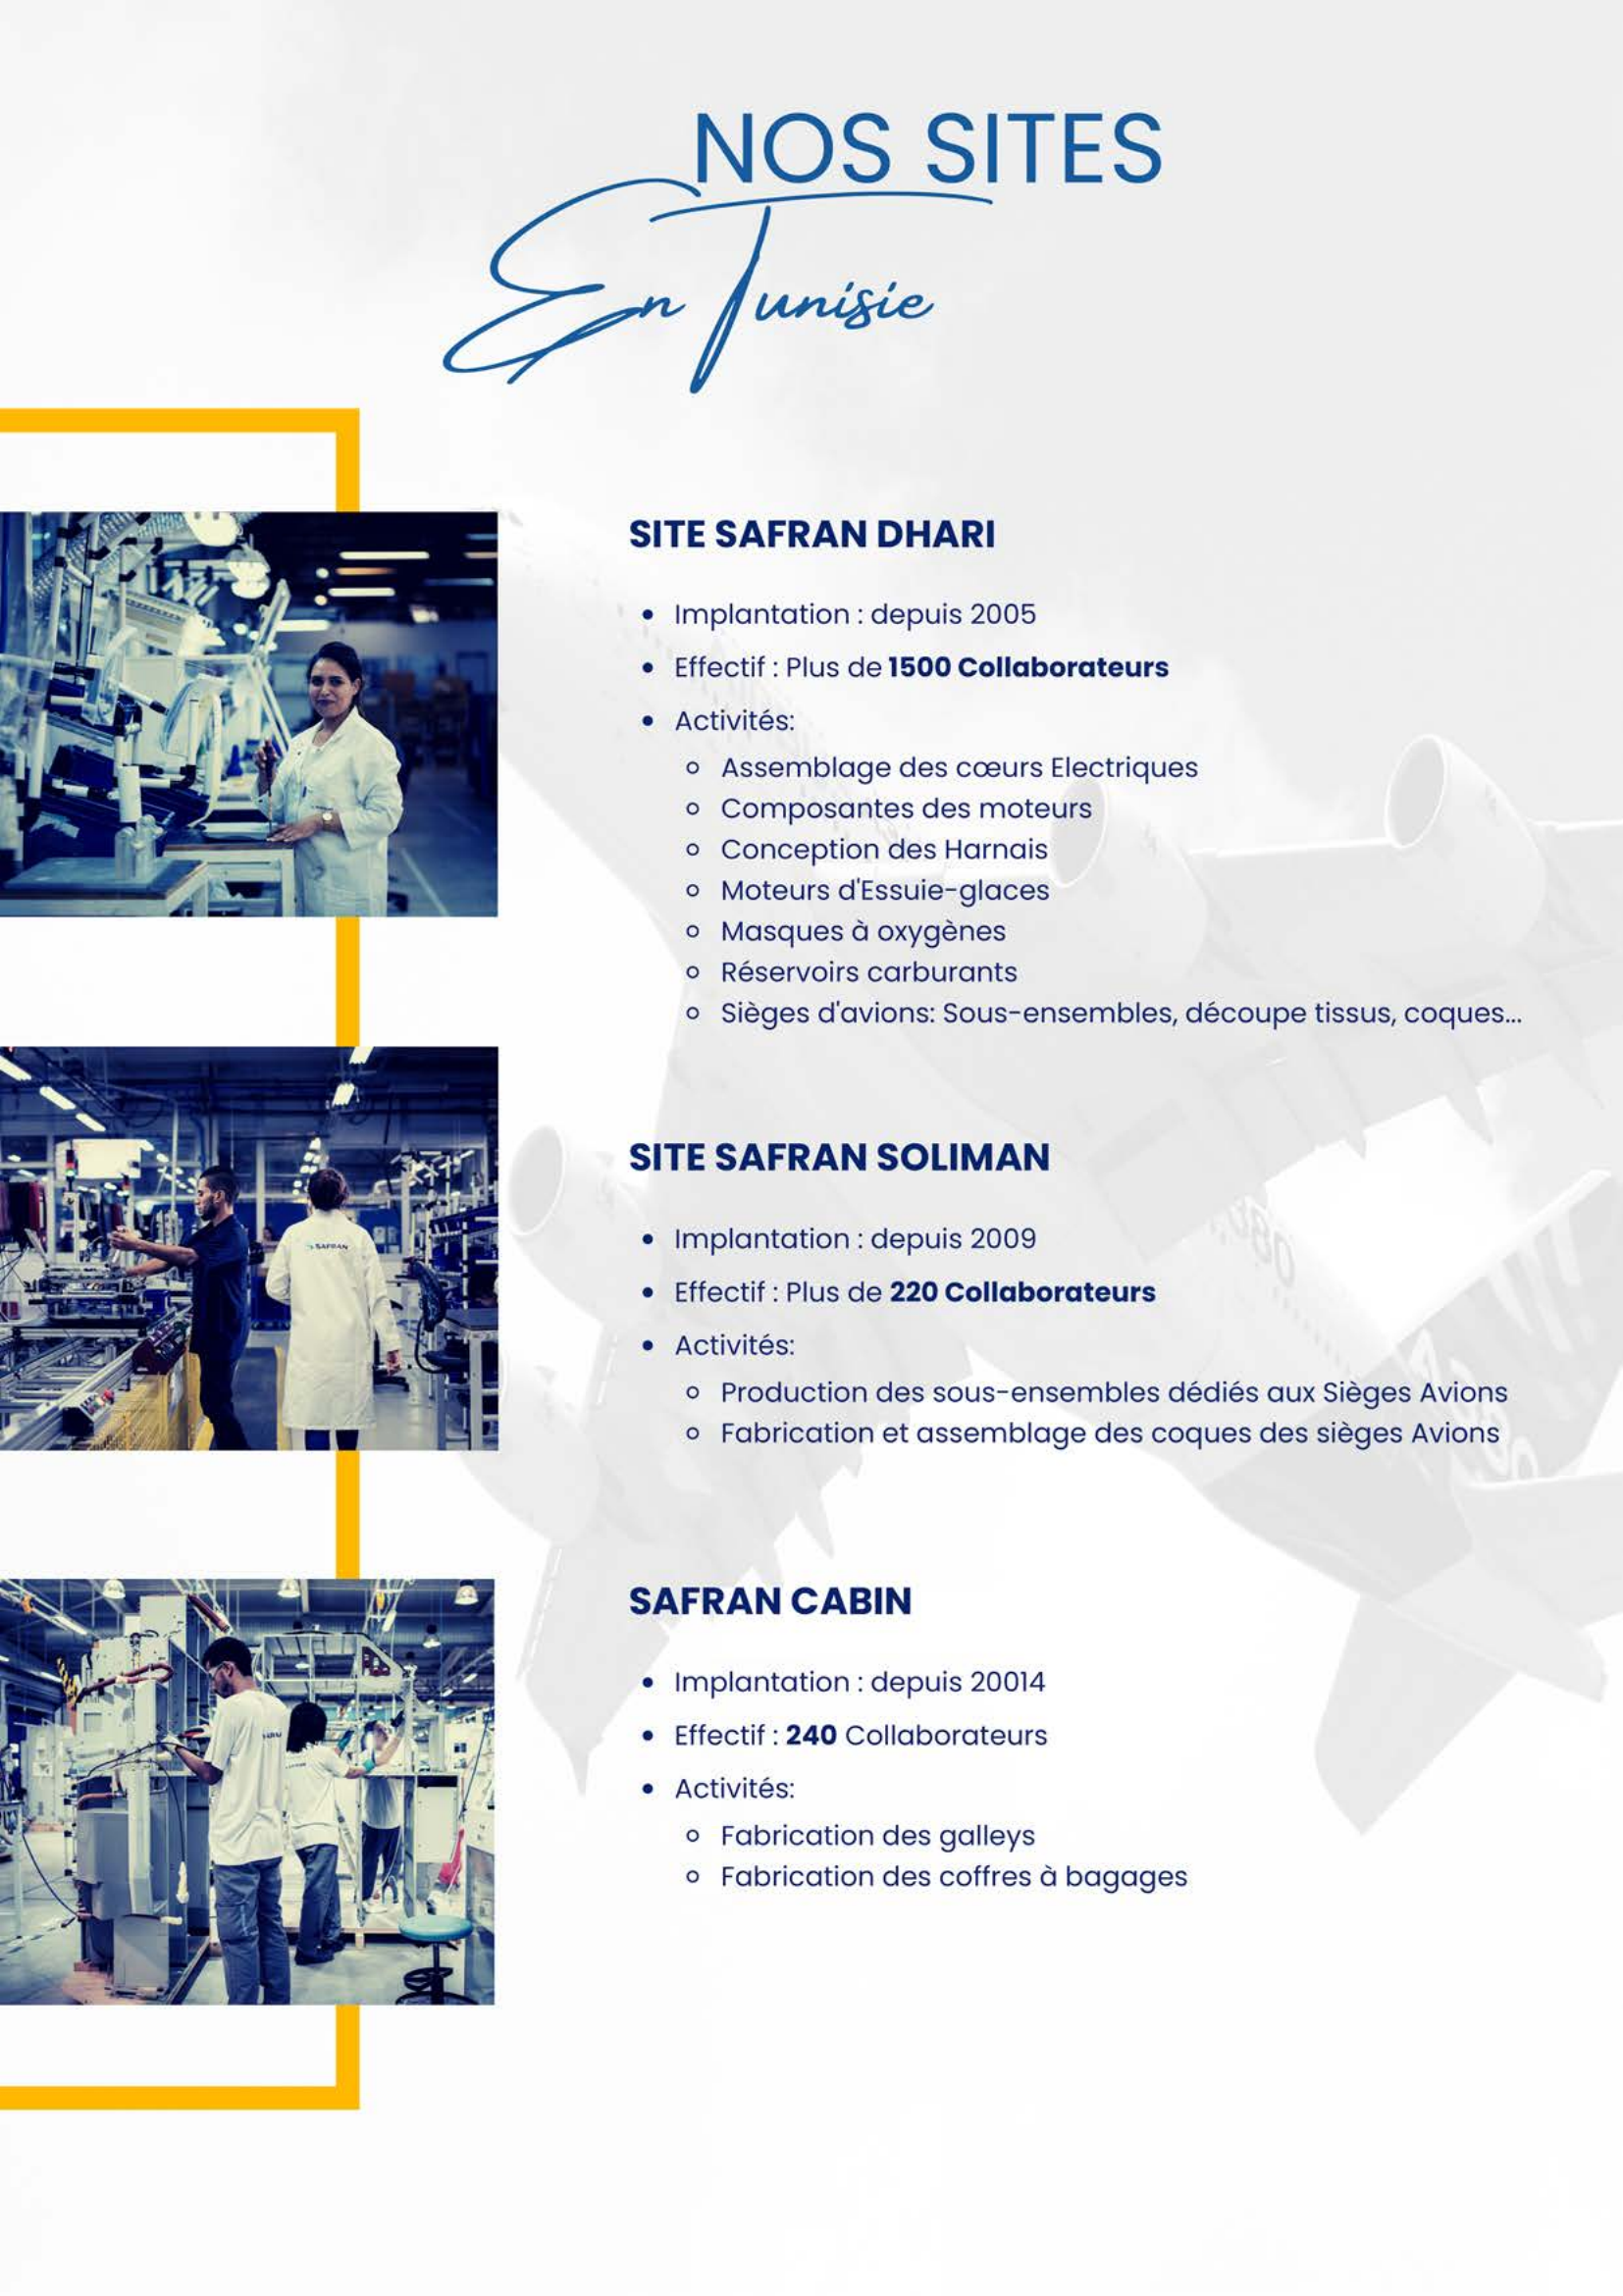 NOS SITES
En Tunisie
SITE SAFRAN DHARI
• Implantation : depuis 2005
• Effectif : Plus de 1500 Collaborateurs
• Activités:
o Assemblage des cœurs Electriques
o Composantes des moteurs
o Conception des Harnais
o Moteurs d'Essuie-glaces
o Masques à oxygènes
o Réservoirs carburants
o Sièges d'avions: Sous-ensembles, découpe tissus, coques...
SAFRAN
SITE SAFRAN SOLIMAN
• Implantation : depuis 2009
• Effectif : Plus de 220 Collaborateurs
• Activités:
o Production des sous-ensembles dédiés aux Sièges Avions
o Fabrication et assemblage des coques des sièges Avions
SAFRAN CABIN
• Implantation : depuis 20014
• Effectif : 240 Collaborateurs
• Activités:
o Fabrication des galleys
o Fabrication des coffres à bagages